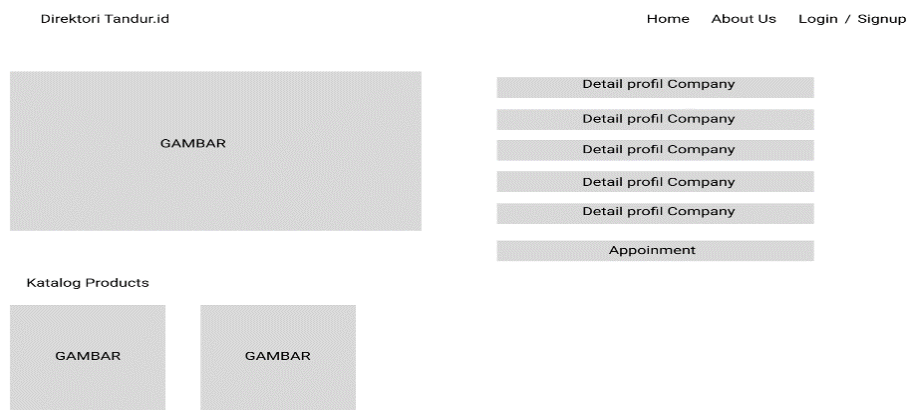 Direktori Tandur.id
Home About Us Login / Signup
GAMBAR
Detail profil Company
Detail profil Company
Detail profil Company
Detail profil Company
Detail profil Company
Appoinment
Katalog Products
GAMBAR GAMBAR